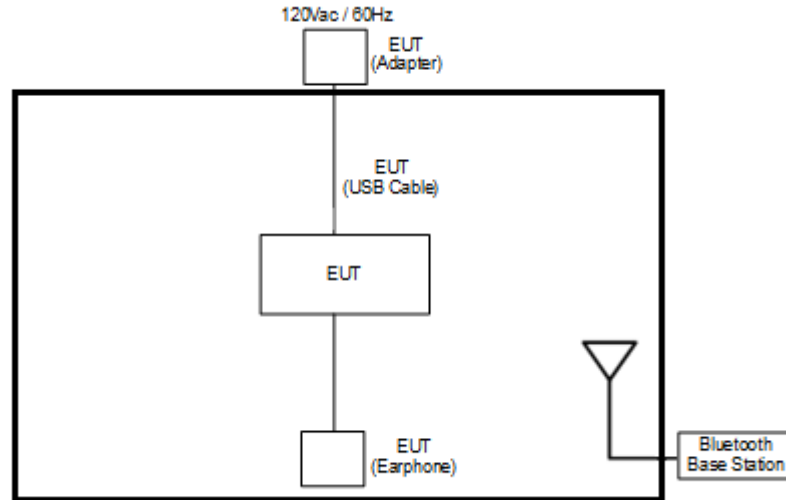 120Vac / 60Hz
EUT
(Adapter)
EUT
(USB Cable)
EUT
EUT
(Earphone)
Bluetooth
Base Station